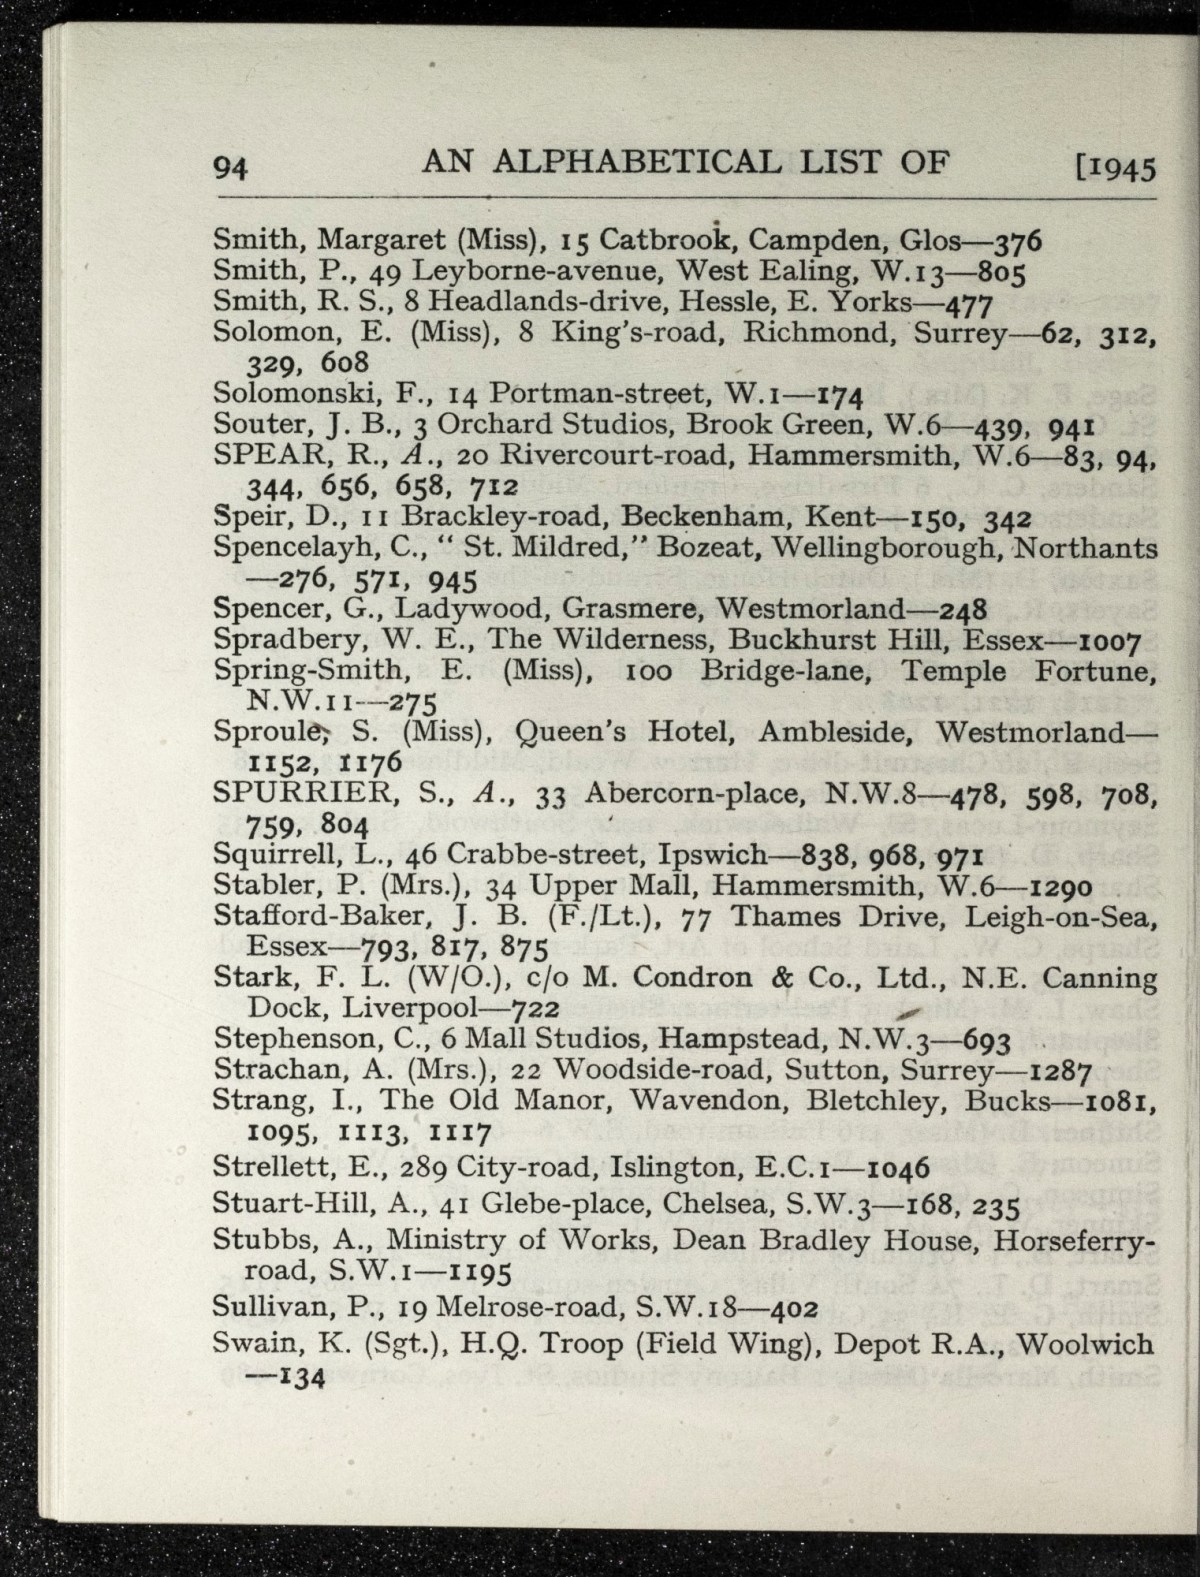 94 AN ALPHABETICAL LIST OF [1945
Smith, Margaret (Miss), 15 Catbrook, Campden, Glos—376
Smith, P., 49 Leyborne-avenue, West Ealing, W.13—805
Smith, R. S., 8 Headlands-drive, Hessle, E. Yorks—477
Solomon, E. (Miss), 8 King's-road, Richmond, Surrey—62, 312,
329, 608
Solomonski, F., 14 Portman-street, W.1—174
Souter, J. B., 3 Orchard Studios, Brook Green, W.6—439, 941
SPEAR, R., A., 20 Rivercourt-road, Hammersmith, W.6—83, 94,
344, 656, 658, 712
Speir, D., 11 Brackley-road, Beckenham, Kent—150, 342
Spencelayh, C., “ St. Mildred,” Bozeat, Wellingborough, Northants
—276, 571, 945
Spencer, G., Ladywood, Grasmere, Westmorland—248
Spradbery, W. E., The Wilderness, Buckhurst Hill, Essex—1007
Spring-Smith, E. (Miss), 100 Bridge-lane, Temple Fortune,
N.W.11—275
Sproule, S. (Miss), Queen's Hotel, Ambleside, Westmorland—
1152, 1176
SPURRIER, S., A., 33 Abercorn-place, N.W.8—478, 598, 708,
759, 804
Squirrell, L., 46 Crabbe-street, Ipswich—838, 968, 971
Stabler, P. (Mrs.), 34 Upper Mall, Hammersmith, W.6—1290
Stafford-Baker, J. B. (F./Lt.), 77 Thames Drive, Leigh-on-Sea,
Essex—793, 817, 875
Stark, F. L. (W/O.), c/o M. Condron & Co., Ltd., N.E. Canning
Dock, Liverpool—722
Stephenson, C., 6 Mall Studios, Hampstead, N.W.3—693
Strachan, A. (Mrs.), 22 Woodside-road, Sutton, Surrey—1287
Strang, I., The Old Manor, Wavendon, Bletchley, Bucks—1081,
1095, 1113, 1117
Strellett, E., 289 City-road, Islington, E.C.1—1046
Stuart-Hill, A., 41 Glebe-place, Chelsea, S.W.3—168, 235
Stubbs, A., Ministry of Works, Dean Bradley House, Horseferry-
road, S.W.1—1195
Sullivan, P., 19 Melrose-road, S.W.18—402
Swain, K. (Sgt.), H.Q. Troop (Field Wing), Depot R.A., Woolwich
—134